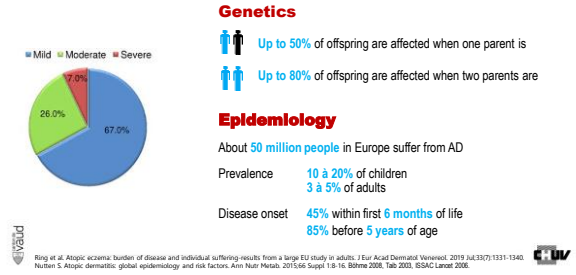 Genetics
Up to 50% of offspring are affected when one parent is
Mild Moderate Severe
Up to 80% of offspring are affected when two parents are
7.0%
26.0%
67.0%
Epidemiology
About 50 million people in Europe suffer from AD
Prevalence 10 à 20% of children
3 à 5% of adults
Disease onset 45% within first 6 months of life
85% before 5 years of age
vaud
Ring et al. Atopic eczema: burden of disease and individual suffering-results from a large EU study in adults. J Eur Acad Dermatol Venereol. 2019 Jul;33(7):1331-1340.
Nutten S. Atopic dermatitis: global epidemiology and risk factors. Ann Nutr Metab. 2015;66 Suppl 1:8-16. Böhme 2008, Taib 2003, ISSAC Lancet 2006.